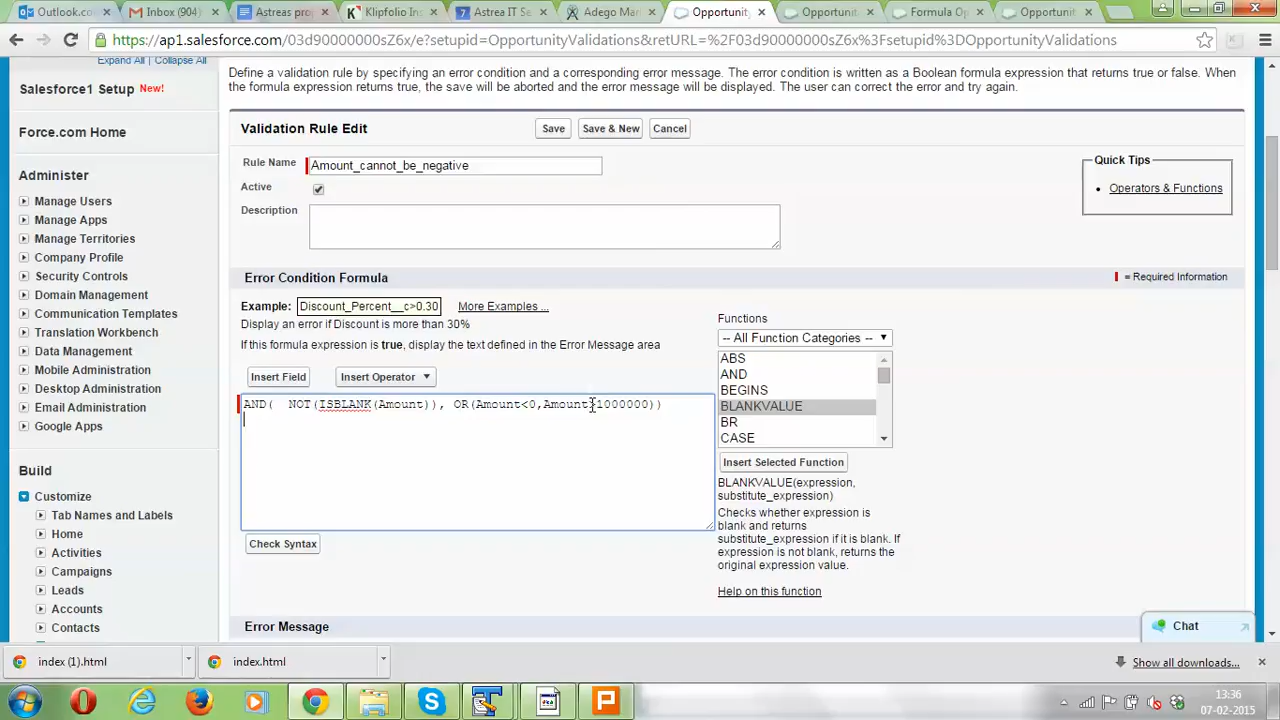 Outlook.com
Inbox (904)
Astreas prop
Klipfolio Ins
Astrea IT Se
Adego Mar
Opportunity
Opportunity
Formula Op
Opportunity
https://ap1.salesforce.com/03d90000000sZ6x/e?setupid=OpportunityValidations&retURL=%2F03d90000000sZ6x%3Fsetupid%3DOpportunityValidations
Expand All | Collapse All
Salesforce1 Setup New!
Force.com Home
Administer
Manage Users
Manage Apps
Manage Territories
Company Profile
Security Controls
Domain Management
Communication Templates
Translation Workbench
Data Management
Mobile Administration
Desktop Administration
Email Administration
Google Apps
Build
Customize
Tab Names and Labels
Home
Activities
Campaigns
Leads
Accounts
Contacts
Define a validation rule by specifying an error condition and a corresponding error message. The error condition is written as a Boolean formula expression that returns true or false. When
the formula expression returns true, the save will be aborted and the error message will be displayed. The user can correct the error and try again.
Validation Rule Edit
Save
Save & New
Cancel
Rule Name
Amount_cannot_be_negative
Active
Description
Quick Tips
• Operators & Functions
Error Condition Formula
= Required Information
Example: Discount_Percent__c>0.30 More Examples ...
Display an error if Discount is more than 30%
If this formula expression is true, display the text defined in the Error Message area
Insert Field
Insert Operator
AND( NOT(ISBLANK(Amount)), OR(Amount<0,Amount>1000000))
Check Syntax
Functions
-- All Function Categories --
ABS
AND
BEGINS
BLANKVALUE
BR
CASE
Insert Selected Function
BLANKVALUE(expression,
substitute_expression)
Checks whether expression is
blank and returns
substitute_expression if it is blank. If
expression is not blank, returns the
original expression value.
Help on this function
Error Message
Chat
index (1).html
index.html
Show all downloads...
13:36
07-02-2015